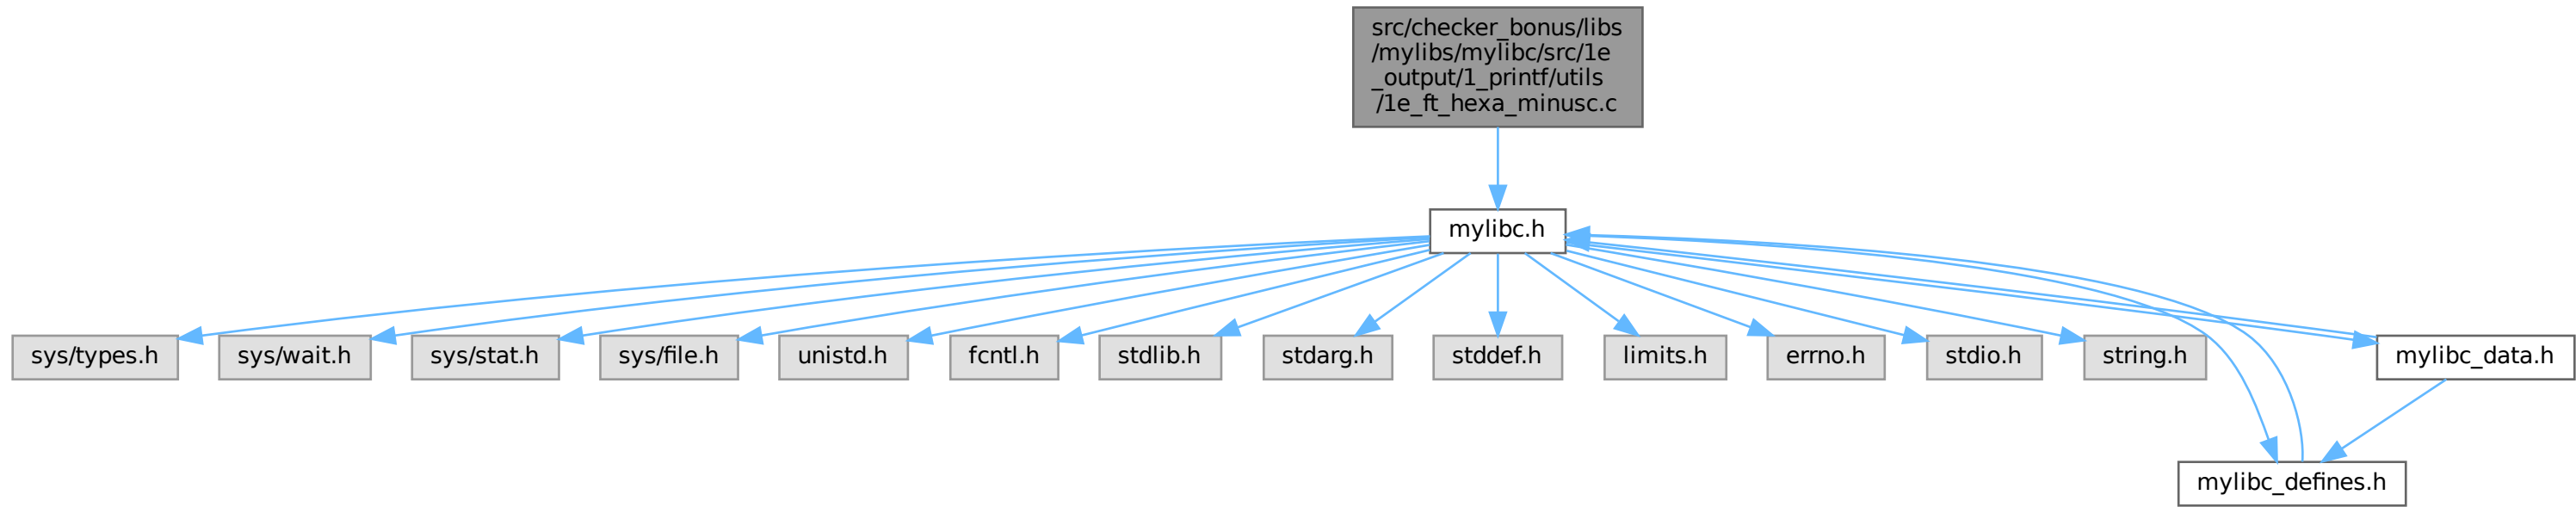 src/checker_bonus/libs
/mylibs/mylibc/src/1e
_output/1_printf/utils
/1e_ft_hexa_minusc.c
mylibc.h
sys/types.h
sys/wait.h
sys/stat.h
sys/file.h
unistd.h
fcntl.h
stdlib.h
stdarg.h
stddef.h
limits.h
errno.h
stdio.h
string.h
mylibc_data.h
mylibc_defines.h